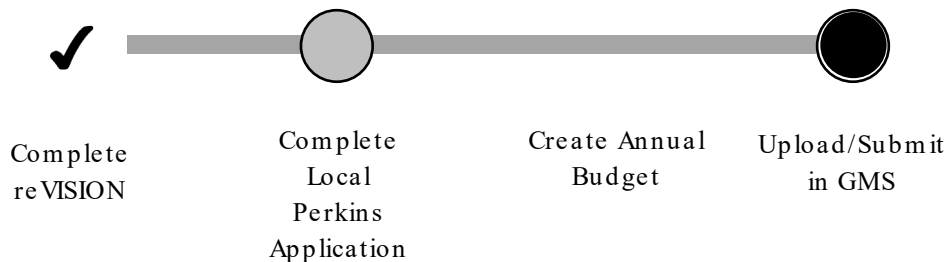 Complete
reVISION
Complete
Local
Perkins
Application
Create Annual
Budget
Upload/Submit
in GMS